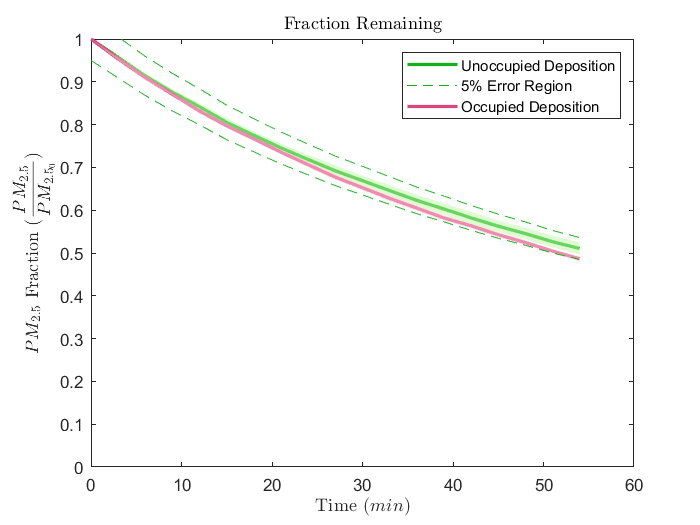 Fraction Remaining
Unoccupied Deposition
5% Error Region
Occupied Deposition
PM2.5 Fraction (PM2.5/PM2.50)
1
0.9
0.8
0.7
0.6
0.5
0.4
0.3
0.2
0.1
0
0 10 20 30 40 50 60
Time (min)